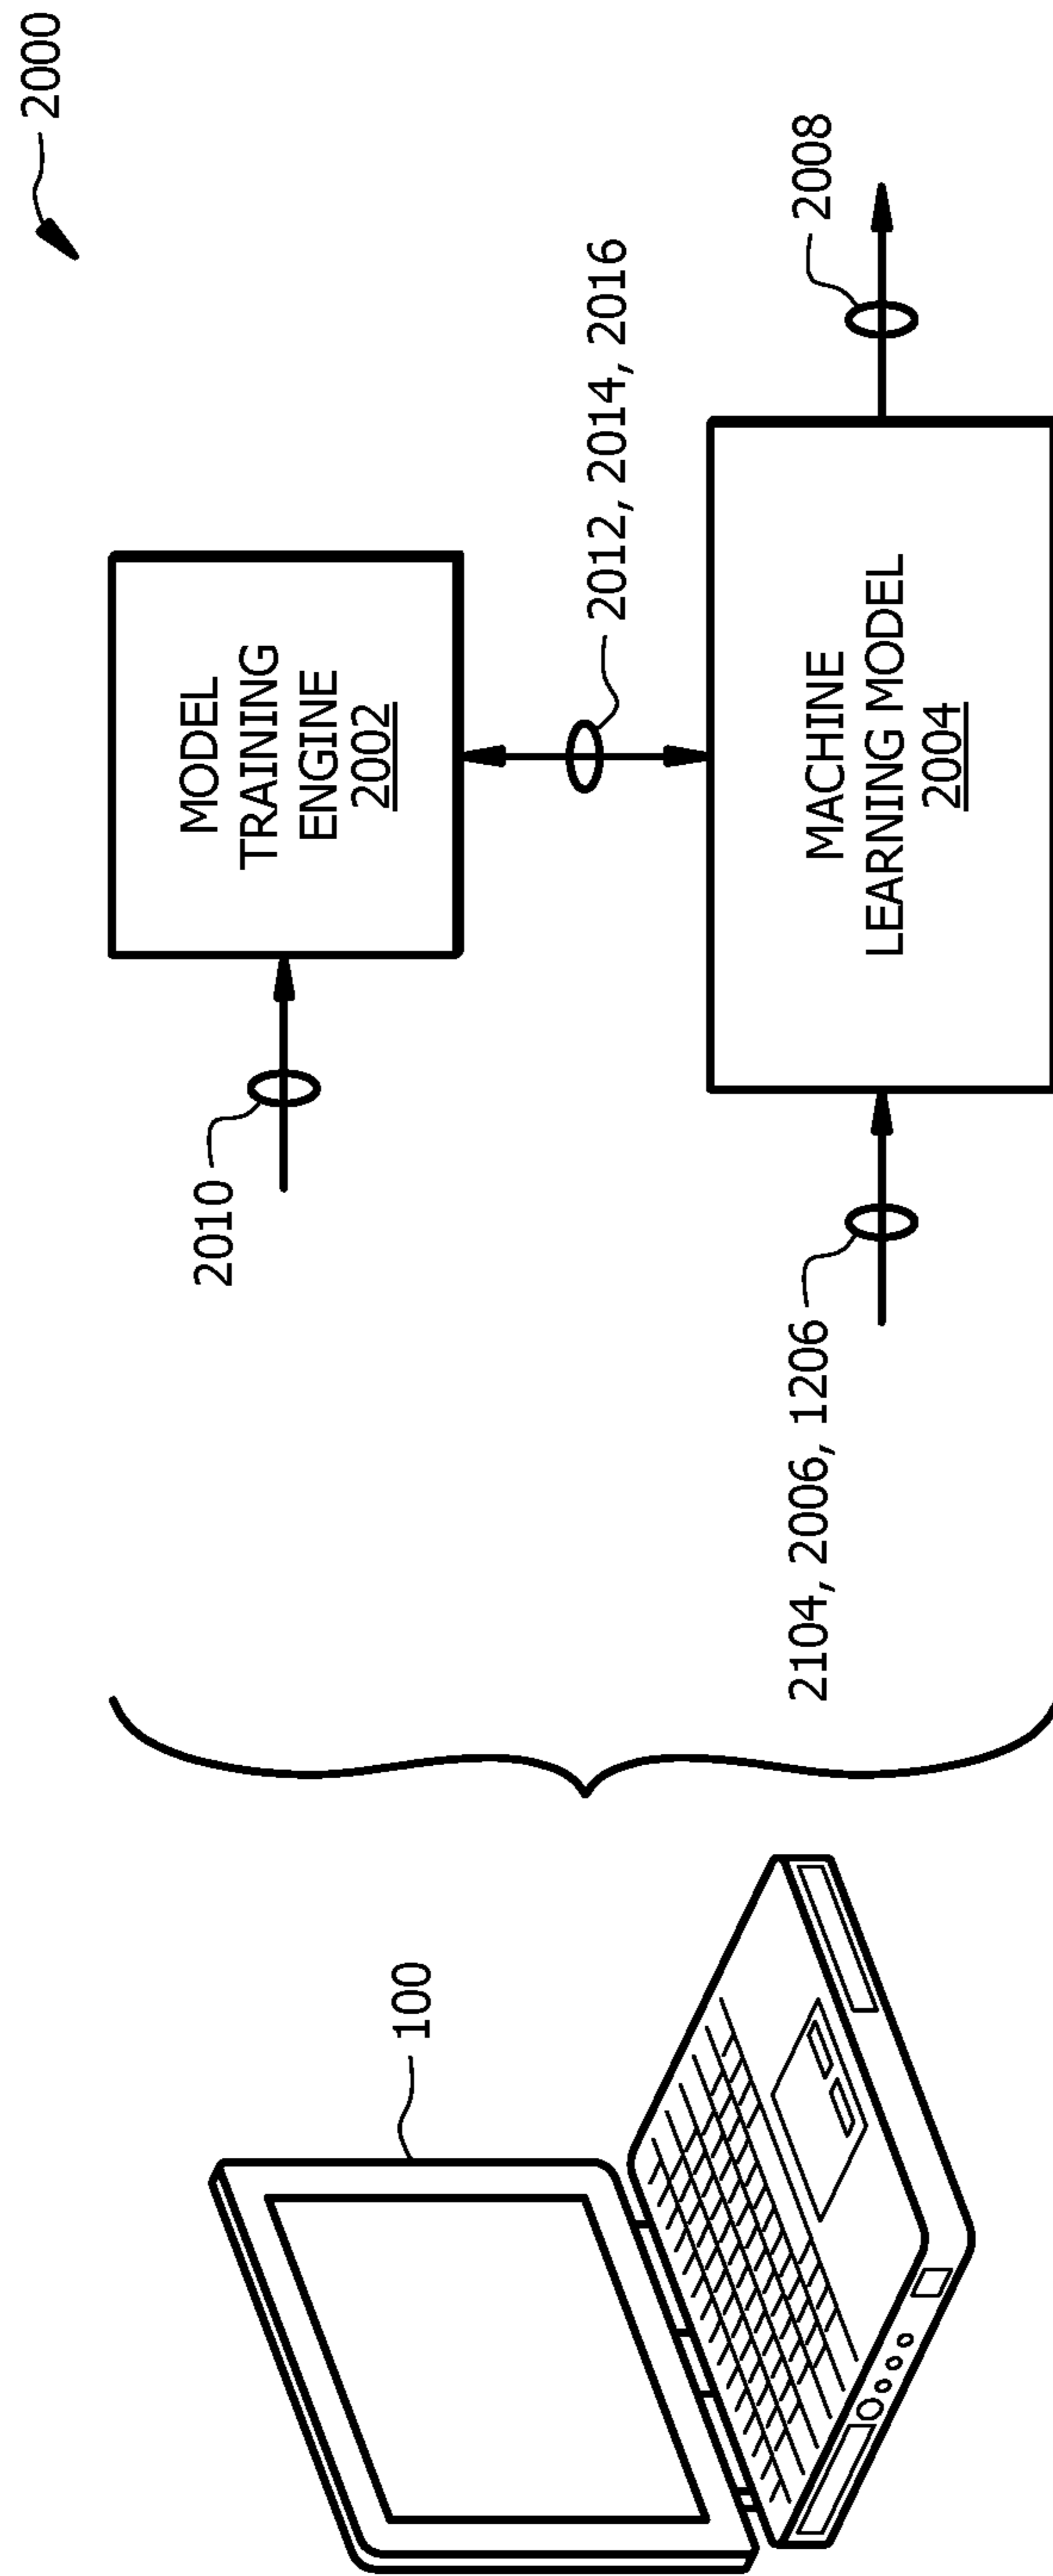 2000
2010
MODEL
TRAINING
ENGINE
2002
2012, 2014, 2016
100
2104, 2006, 1206
MACHINE
LEARNING MODEL
2004
2008